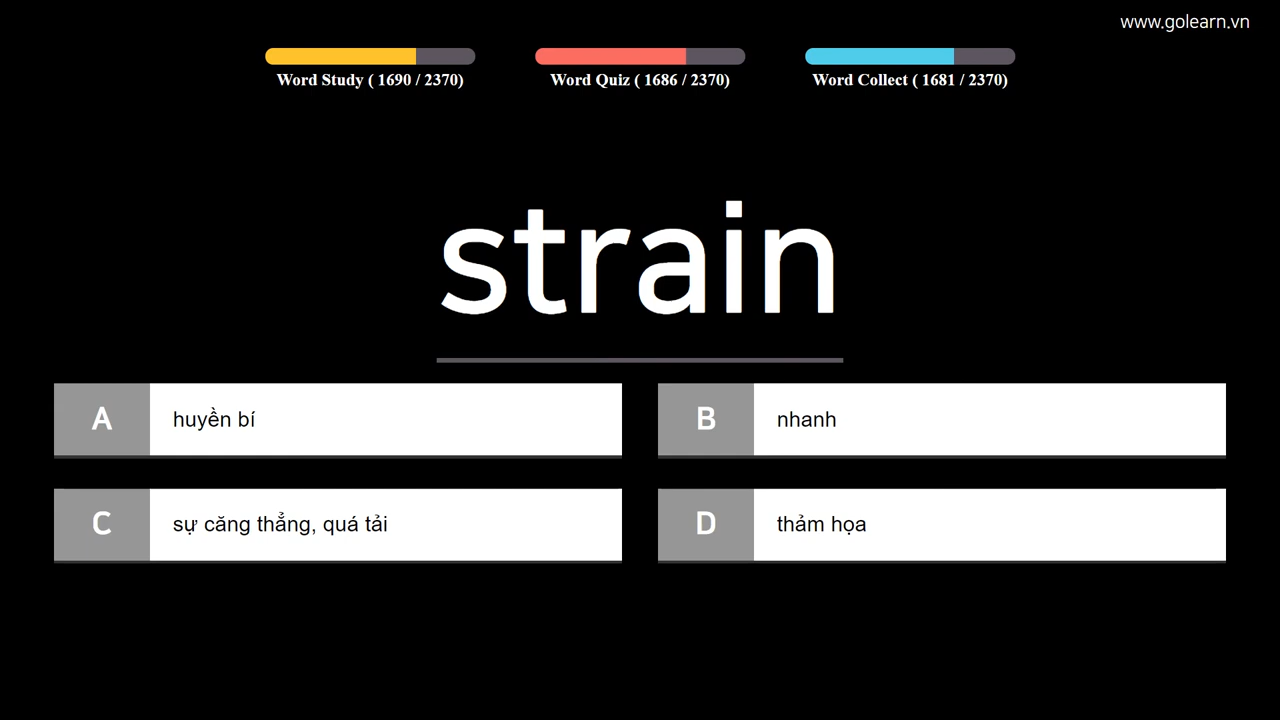 www.golearn.vn
Word Study ( 1690 / 2370)
Word Quiz ( 1686 / 2370)
Word Collect ( 1681 / 2370)
strain
A huyền bí
B nhanh
C sự căng thẳng, quá tải
D thảm họa